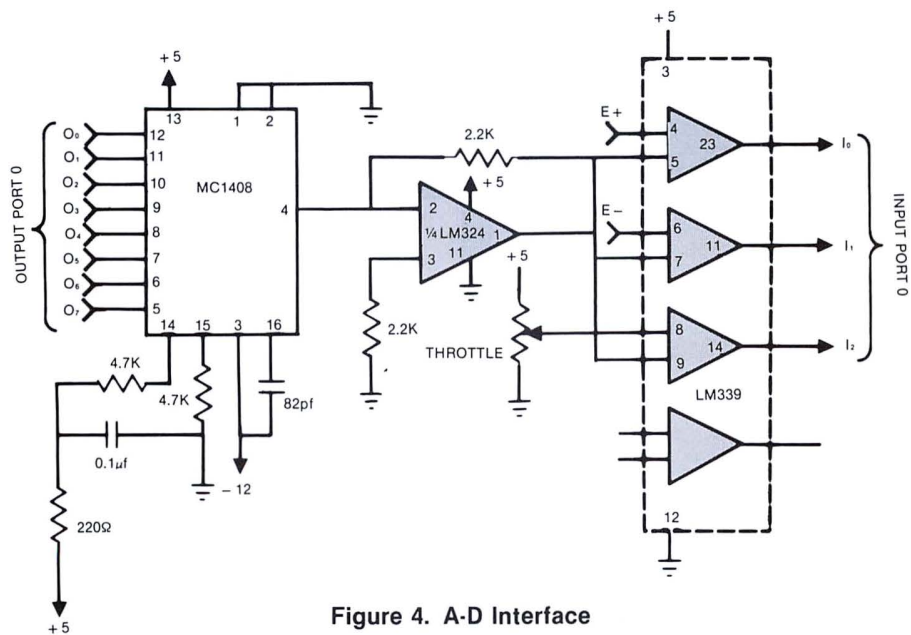 +5
+5
3
13
1
2
OUTPUT PORT 0
O₀
O₁
O₂
O₃
O₄
O₅
O₆
O₇
12
11
10
9
8
7
6
5
MC1408
4
14
15
3
16
2.2K
+5
2
4
¼ LM324
1
3
11
+5
2.2K
THROTTLE
E+
4
5
23
I₀
E−
6
7
11
I₁
8
9
14
I₂
INPUT PORT 0
LM339
12
4.7K
4.7K
82pf
0.1μf
−12
220Ω
+5
Figure 4. A-D Interface